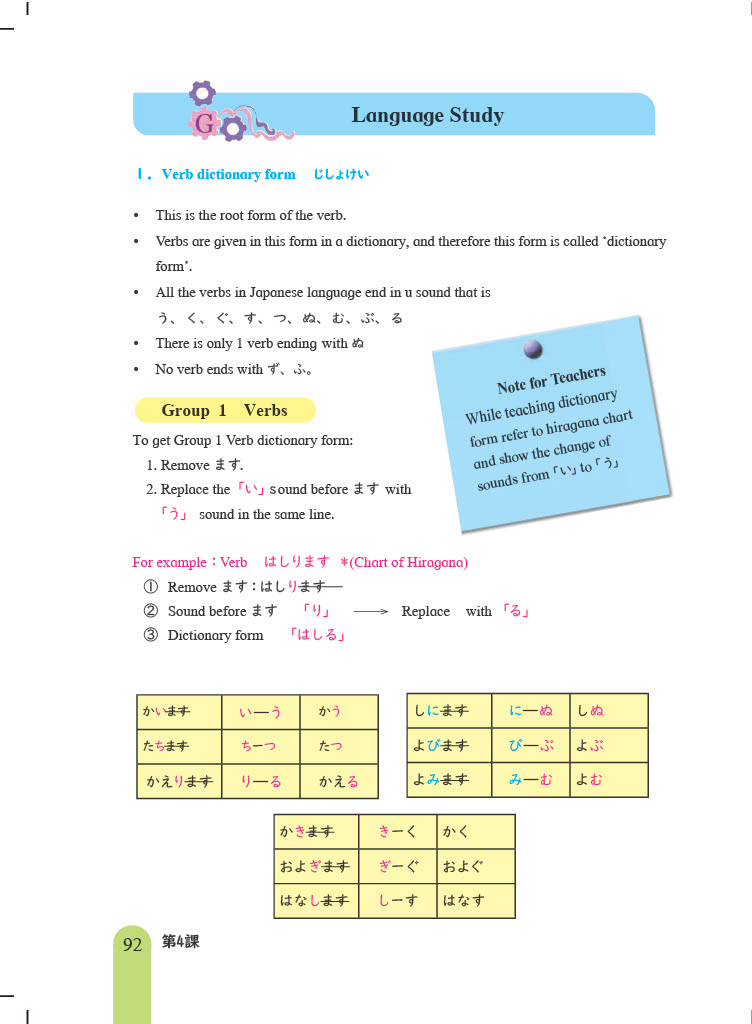 G
Language Study
1. Verb dictionary form じしょけい
• This is the root form of the verb.
• Verbs are given in this form in a dictionary, and therefore this form is called ‘dictionary
form’.
• All the verbs in Japanese language end in u sound that is
う、く、ぐ、す、つ、ぬ、む、ぶ、る
• There is only 1 verb ending with ぬ
• No verb ends with ず、ふ。
Note for Teachers
While teaching dictionary
form refer to hiragana chart
and show the change of
sounds from「い」to「う」
Group 1 Verbs
To get Group 1 Verb dictionary form:
1. Remove ます.
2. Replace the「い」sound before ます with
「う」 sound in the same line.
For example：Verb はしります *(Chart of Hiragana)
① Remove ます：はしります
② Sound before ます 「り」 → Replace with「る」
③ Dictionary form 「はしる」
かいます い—う かう
たちます ち—つ たつ
かえります り—る かえる
しにます に—ぬ しぬ
よびます び—ぶ よぶ
よみます み—む よむ
かきます き—く かく
およぎます ぎ—ぐ およぐ
はなします し—す はなす
92 第4課